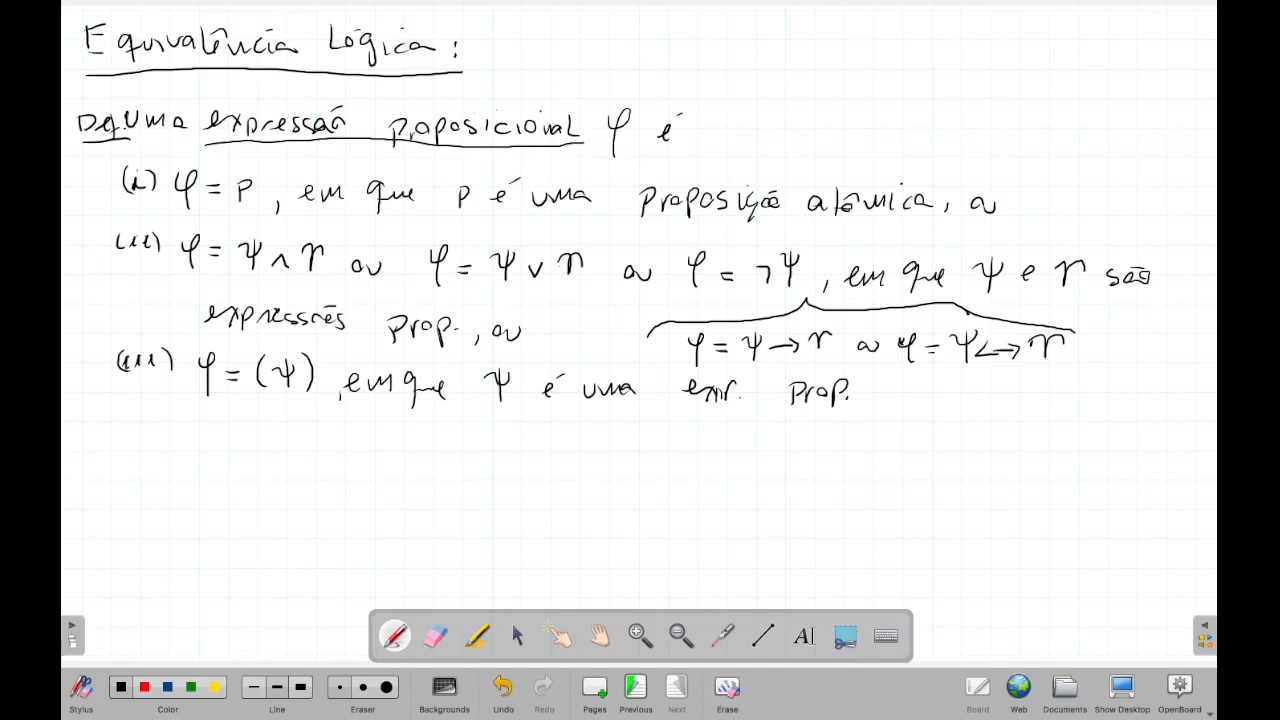 Equivalência Lógica:
Def. Uma expressão proposicional φ é
(i) φ = p, em que p é uma proposição atômica, ou
(ii) φ = ψ ∧ r ou φ = ψ ∨ r ou φ = ¬ψ, em que ψ e r são
expressões prop., ou
φ = ψ → r ou φ = ψ ↔ r
(iii) φ = (ψ), em que ψ é uma expr. prop.
Stylus Color Line Eraser Backgrounds Undo Redo Pages Previous Next Erase Board Web Documents Show Desktop OpenBoard